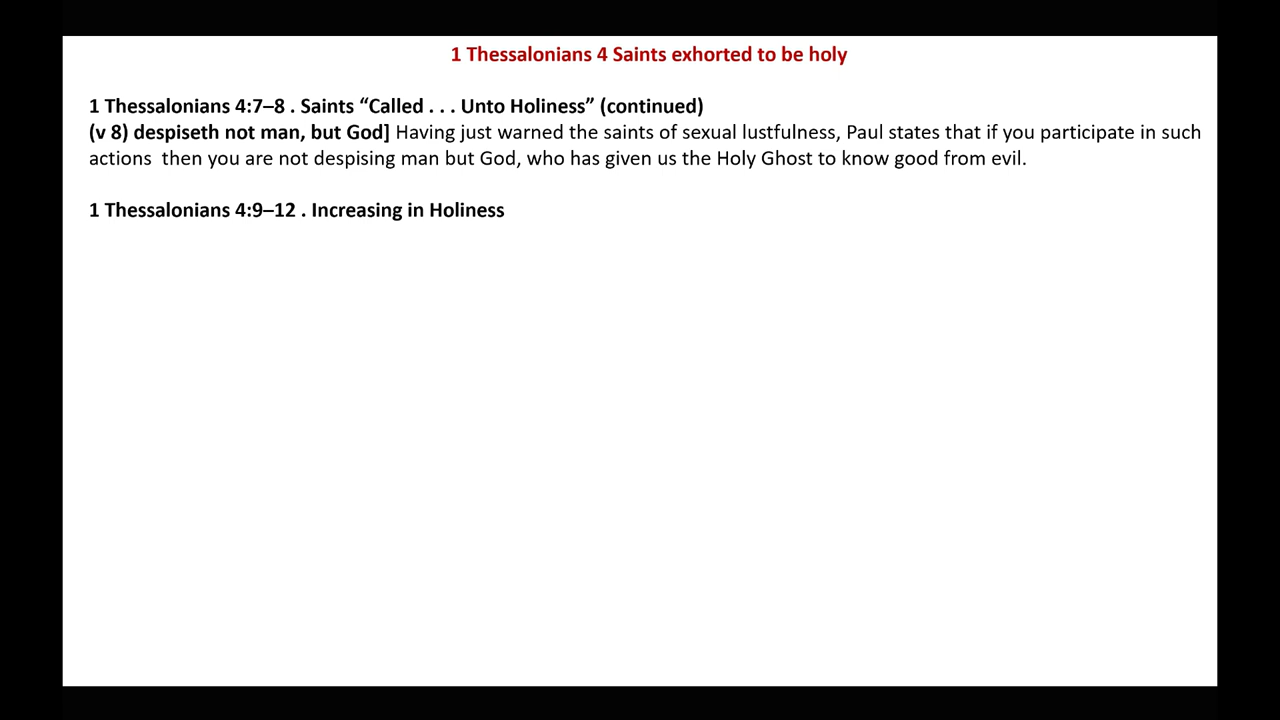 1 Thessalonians 4 Saints exhorted to be holy
1 Thessalonians 4:7–8 . Saints “Called . . . Unto Holiness” (continued)
(v 8) despiseth not man, but God] Having just warned the saints of sexual lustfulness, Paul states that if you participate in such
actions  then you are not despising man but God, who has given us the Holy Ghost to know good from evil.
1 Thessalonians 4:9–12 . Increasing in Holiness